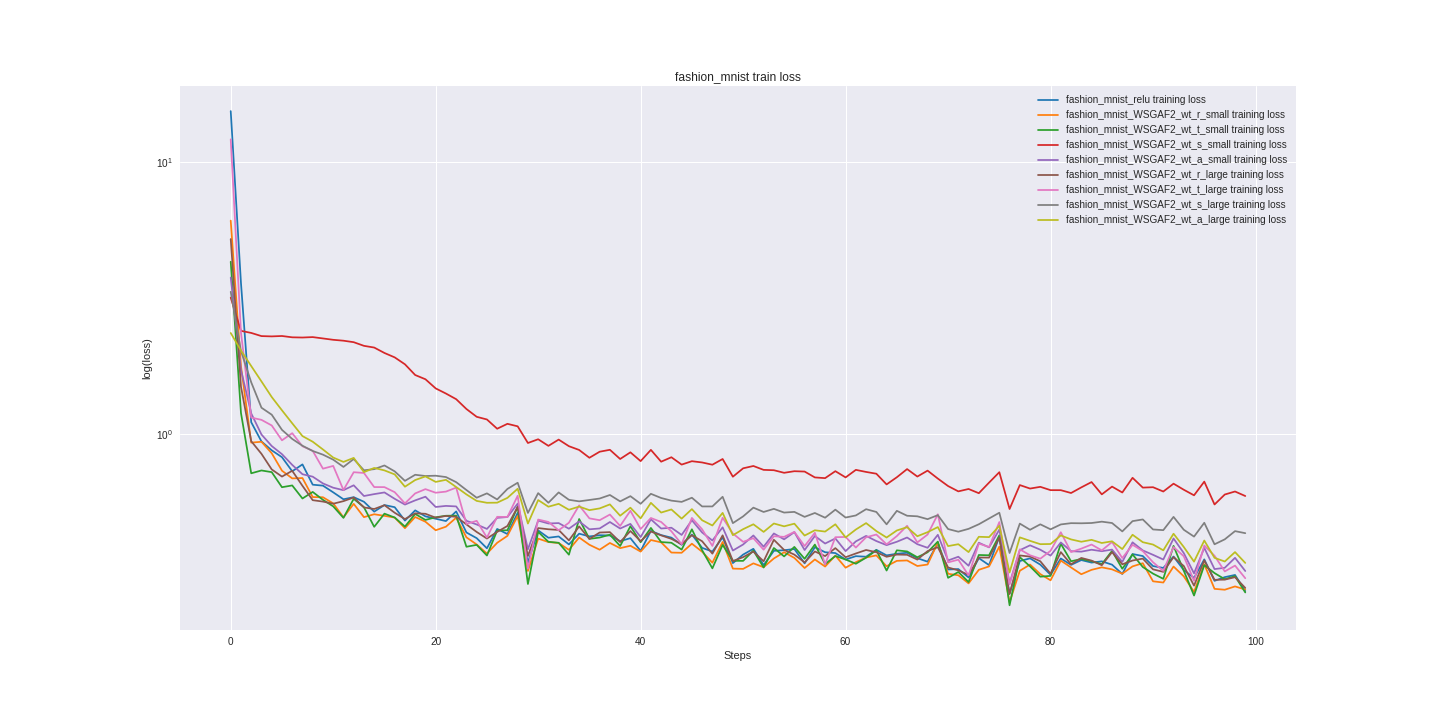 fashion_mnist train loss
fashion_mnist_relu training loss
fashion_mnist_WSGAF2_wt_r_small training loss
fashion_mnist_WSGAF2_wt_t_small training loss
fashion_mnist_WSGAF2_wt_s_small training loss
fashion_mnist_WSGAF2_wt_a_small training loss
fashion_mnist_WSGAF2_wt_r_large training loss
fashion_mnist_WSGAF2_wt_t_large training loss
fashion_mnist_WSGAF2_wt_s_large training loss
fashion_mnist_WSGAF2_wt_a_large training loss
10¹
log(loss)
10⁰
0 20 40 60 80 100
Steps